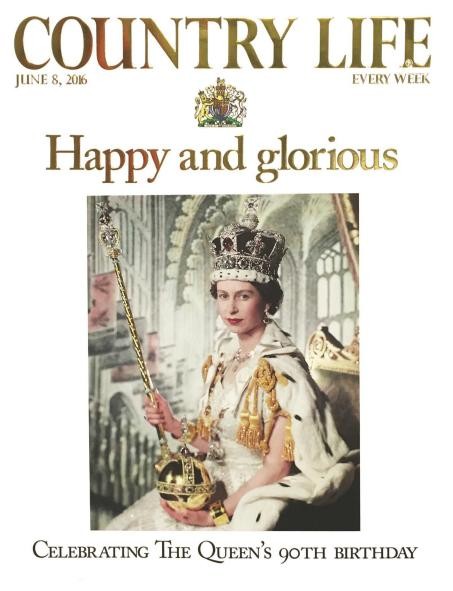 COUNTRY LIFE
JUNE 8, 2016 EVERY WEEK
Happy and glorious
CELEBRATING THE QUEEN'S 90TH BIRTHDAY